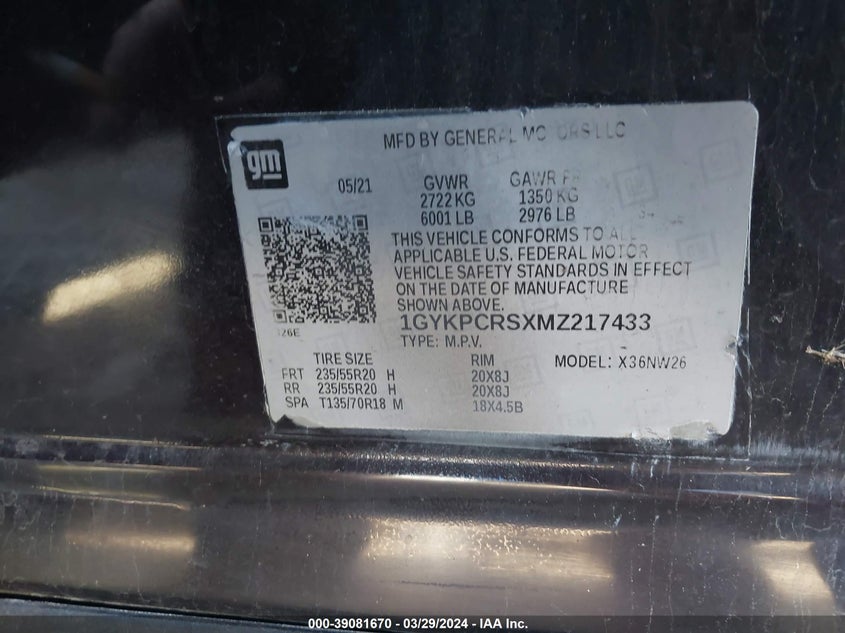 MFD BY GENERAL MOTORS LLC
gm
05/21
GVWR GAWR FR
2722 KG 1350 KG
6001 LB 2976 LB
THIS VEHICLE CONFORMS TO ALL
APPLICABLE U.S. FEDERAL MOTOR
VEHICLE SAFETY STANDARDS IN EFFECT
ON THE DATE OF MANUFACTURE
SHOWN ABOVE.
26E
1GYKPCRSXMZ217433
TYPE: M.P.V.
TIRE SIZE RIM MODEL: X36NW26
FRT 235/55R20 H 20X8J
RR 235/55R20 H 20X8J
SPA T135/70R18 M 18X4.5B
000-39081670 - 03/29/2024 - IAA Inc.